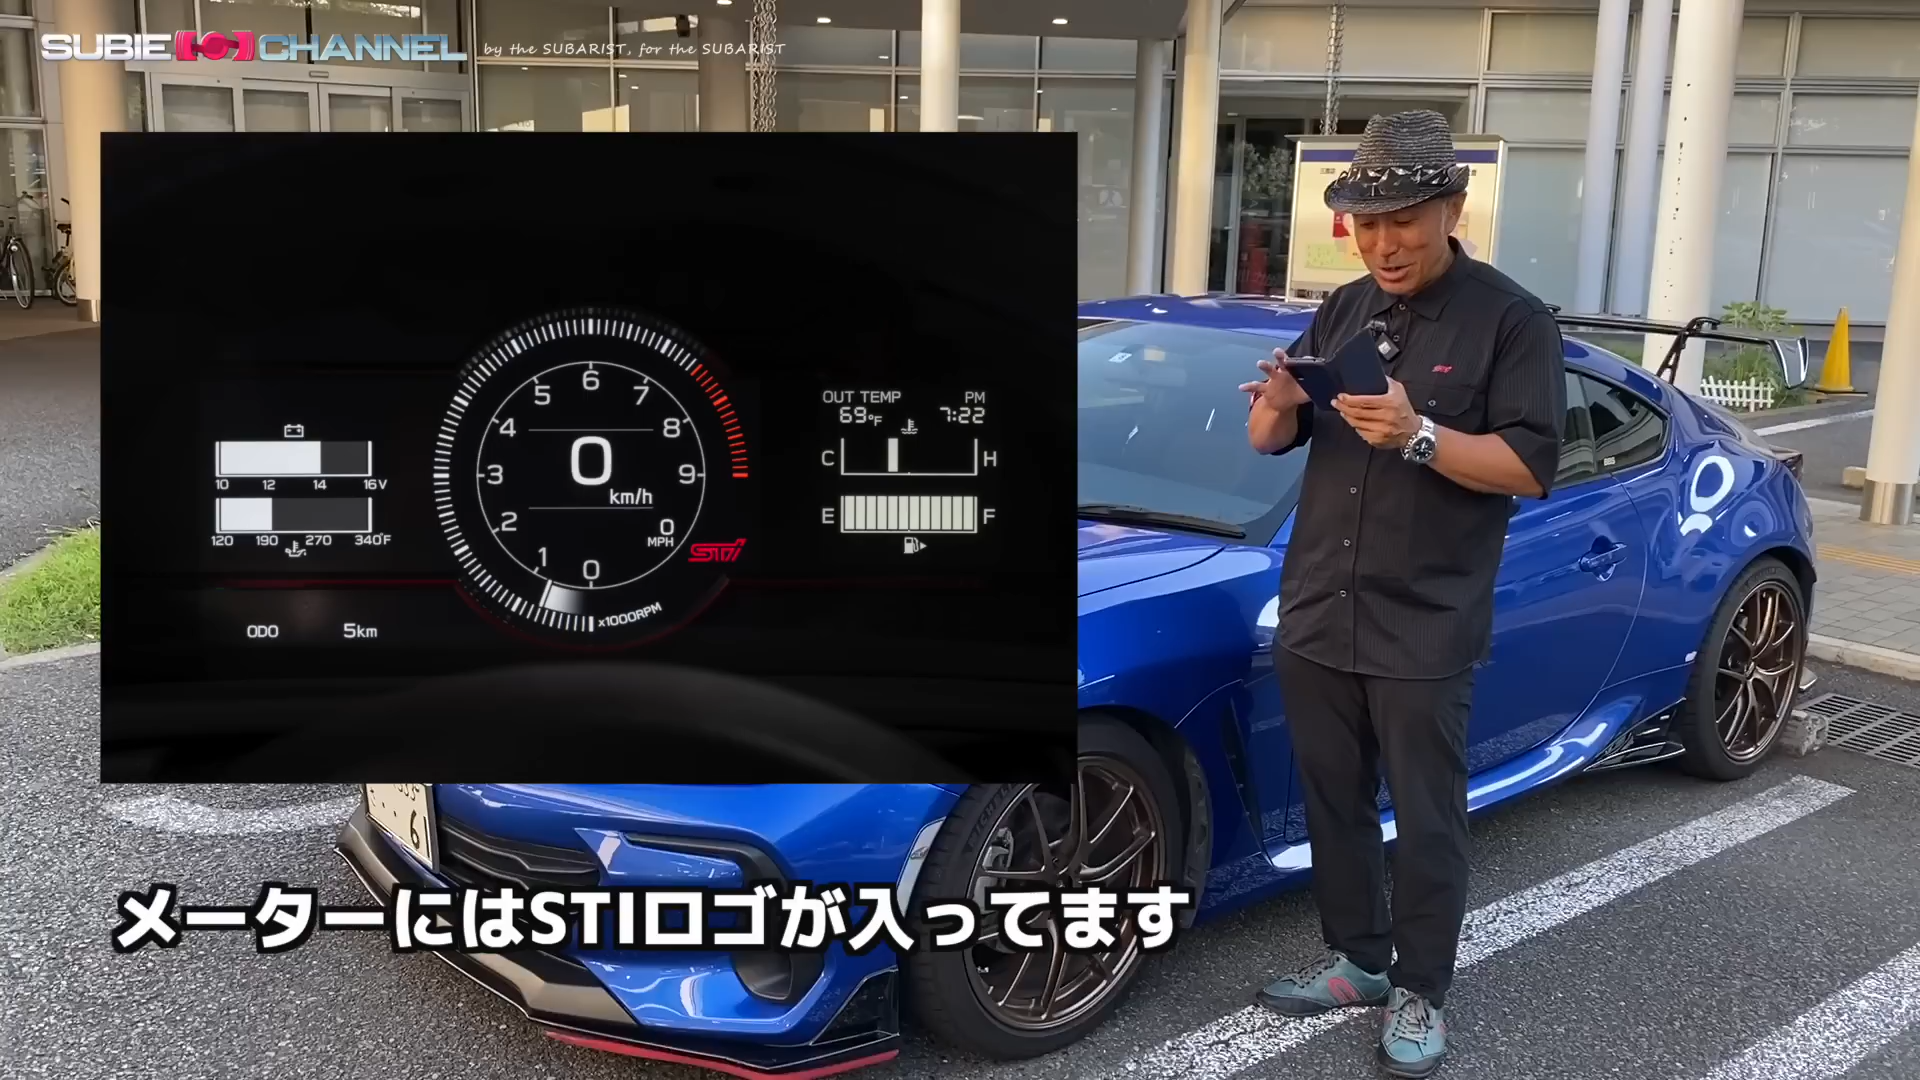 SUBIE CHANNEL by the SUBARIST, for the SUBARIST
OUT TEMP PM
69°F 7:22
C H
E F
10 12 14 16V
120 190 270 340°F
0 1 2 3 4 5 6 7 8 9
0
km/h
0
MPH
STI
x1000RPM
ODO 5km
STI
BBS
6
メーターにはSTIロゴが入ってます